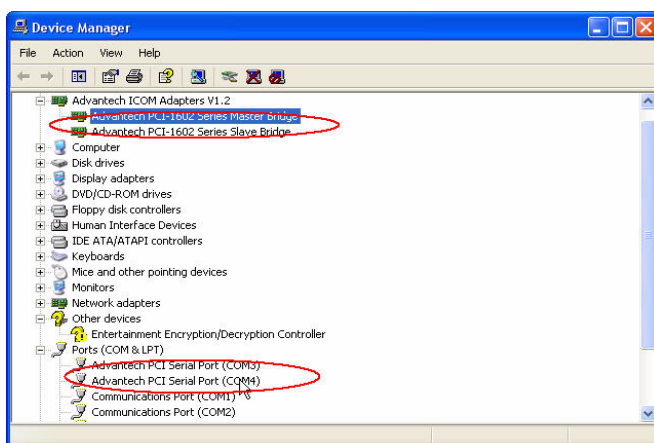 Device Manager
File Action View Help
Advantech ICOM Adapters V1.2
Advantech PCI-1602 Series Master Bridge
Advantech PCI-1602 Series Slave Bridge
Computer
Disk drives
Display adapters
DVD/CD-ROM drives
Floppy disk controllers
Human Interface Devices
IDE ATA/ATAPI controllers
Keyboards
Mice and other pointing devices
Monitors
Network adapters
Other devices
Entertainment Encryption/Decryption Controller
Ports (COM & LPT)
Advantech PCI Serial Port (COM3)
Advantech PCI Serial Port (COM4)
Communications Port (COM1)
Communications Port (COM2)